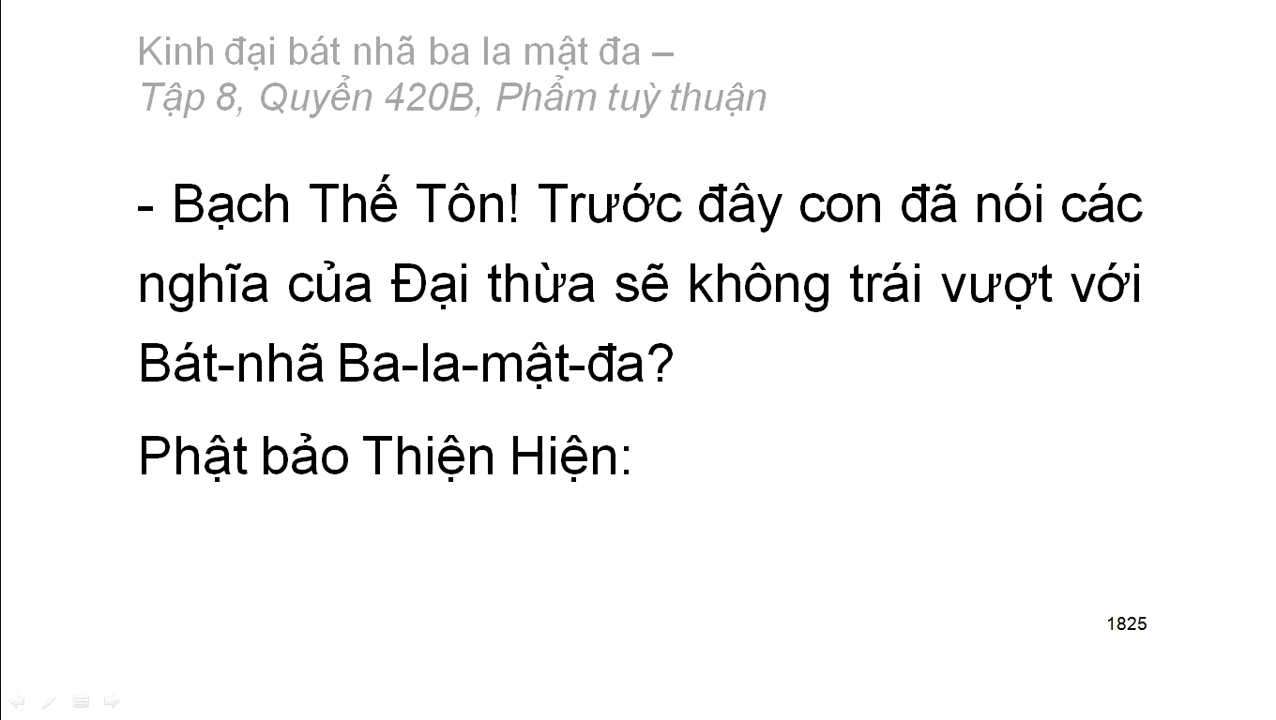 Kinh đại bát nhã ba la mật đa –
Tập 8, Quyển 420B, Phẩm tuỳ thuận
- Bạch Thế Tôn! Trước đây con đã nói các
nghĩa của Đại thừa sẽ không trái vượt với
Bát-nhã Ba-la-mật-đa?
Phật bảo Thiện Hiện:
1825